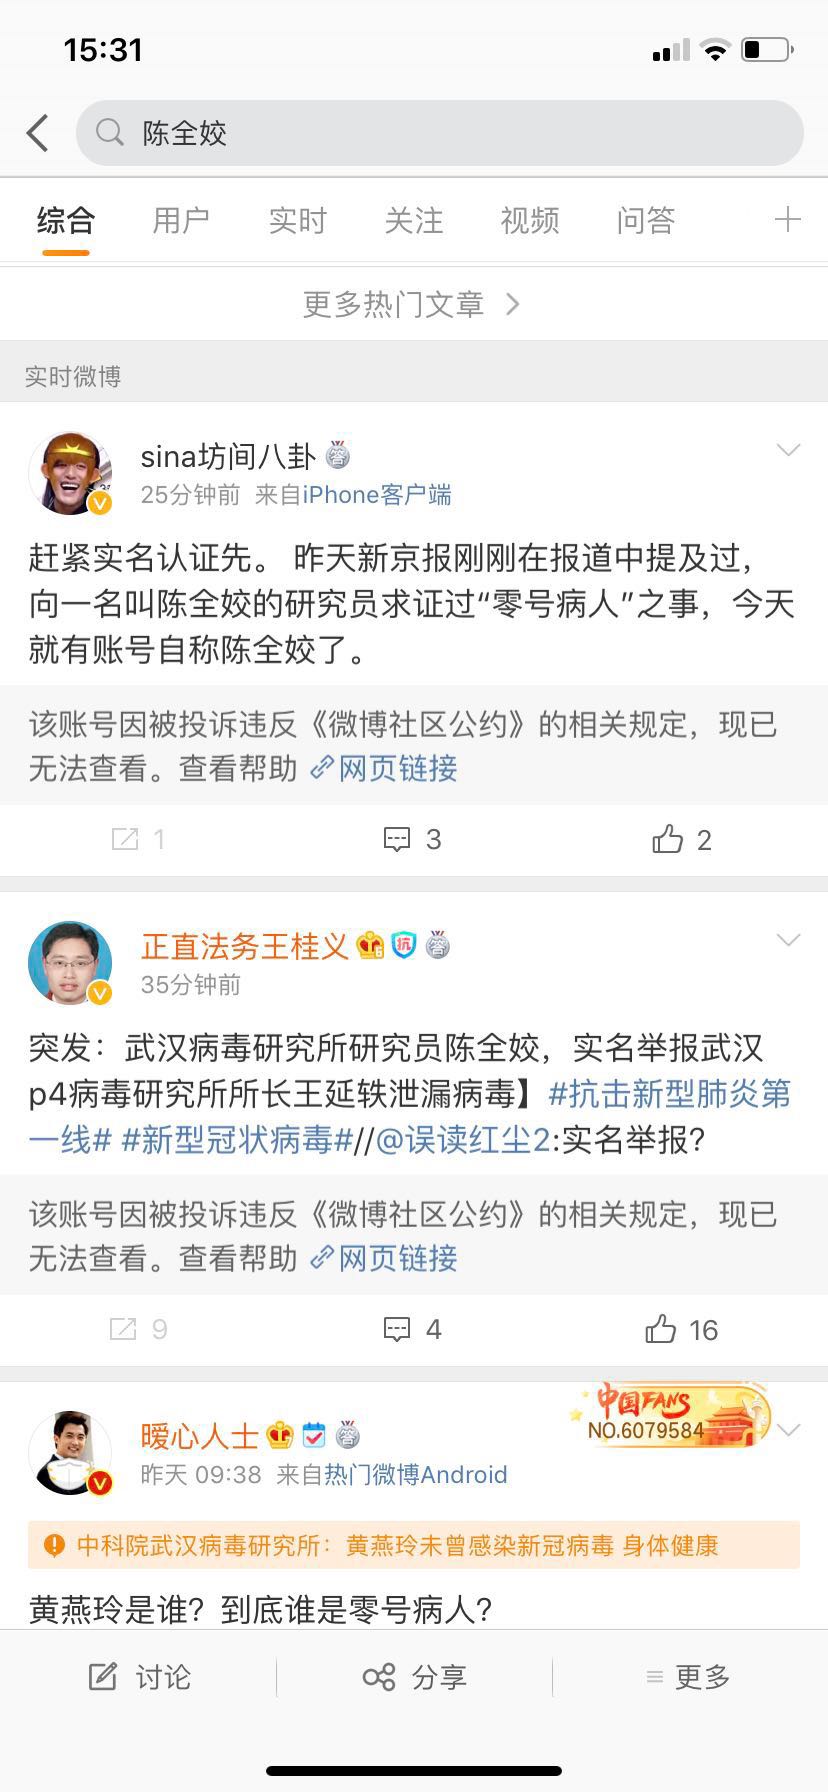 15:31
陈全姣
综合 用户 实时 关注 视频 问答
更多热门文章
实时微博
sina坊间八卦
25分钟前 来自iPhone客户端
赶紧实名认证先。 昨天新京报刚刚在报道中提及过，
向一名叫陈全姣的研究员求证过“零号病人”之事，今天
就有账号自称陈全姣了。
该账号因被投诉违反《微博社区公约》的相关规定，现已
无法查看。查看帮助 网页链接
1 3 2
正直法务王桂义
35分钟前
突发：武汉病毒研究所研究员陈全姣，实名举报武汉
p4病毒研究所所长王延轶泄漏病毒】#抗击新型肺炎第
一线# #新型冠状病毒#//@误读红尘2:实名举报?
该账号因被投诉违反《微博社区公约》的相关规定，现已
无法查看。查看帮助 网页链接
9 4 16
中国FANS
NO.6079584
暧心人士
昨天 09:38 来自热门微博Android
中科院武汉病毒研究所：黄燕玲未曾感染新冠病毒 身体健康
黄燕玲是谁？到底谁是零号病人？
讨论 分享 更多